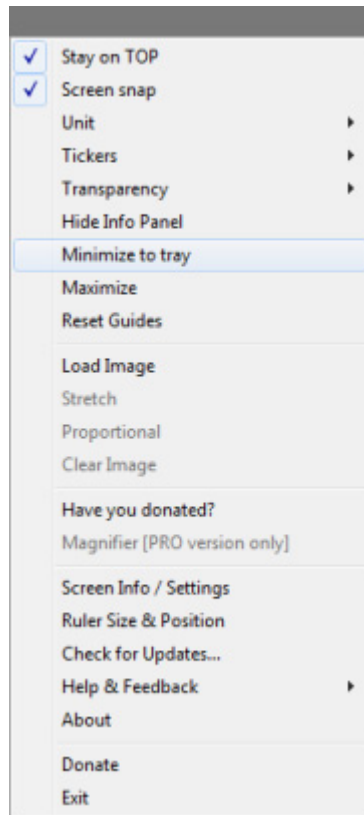 Stay on TOP
Screen snap
Unit
Tickers
Transparency
Hide Info Panel
Minimize to tray
Maximize
Reset Guides
Load Image
Stretch
Proportional
Clear Image
Have you donated?
Magnifier [PRO version only]
Screen Info / Settings
Ruler Size & Position
Check for Updates...
Help & Feedback
About
Donate
Exit